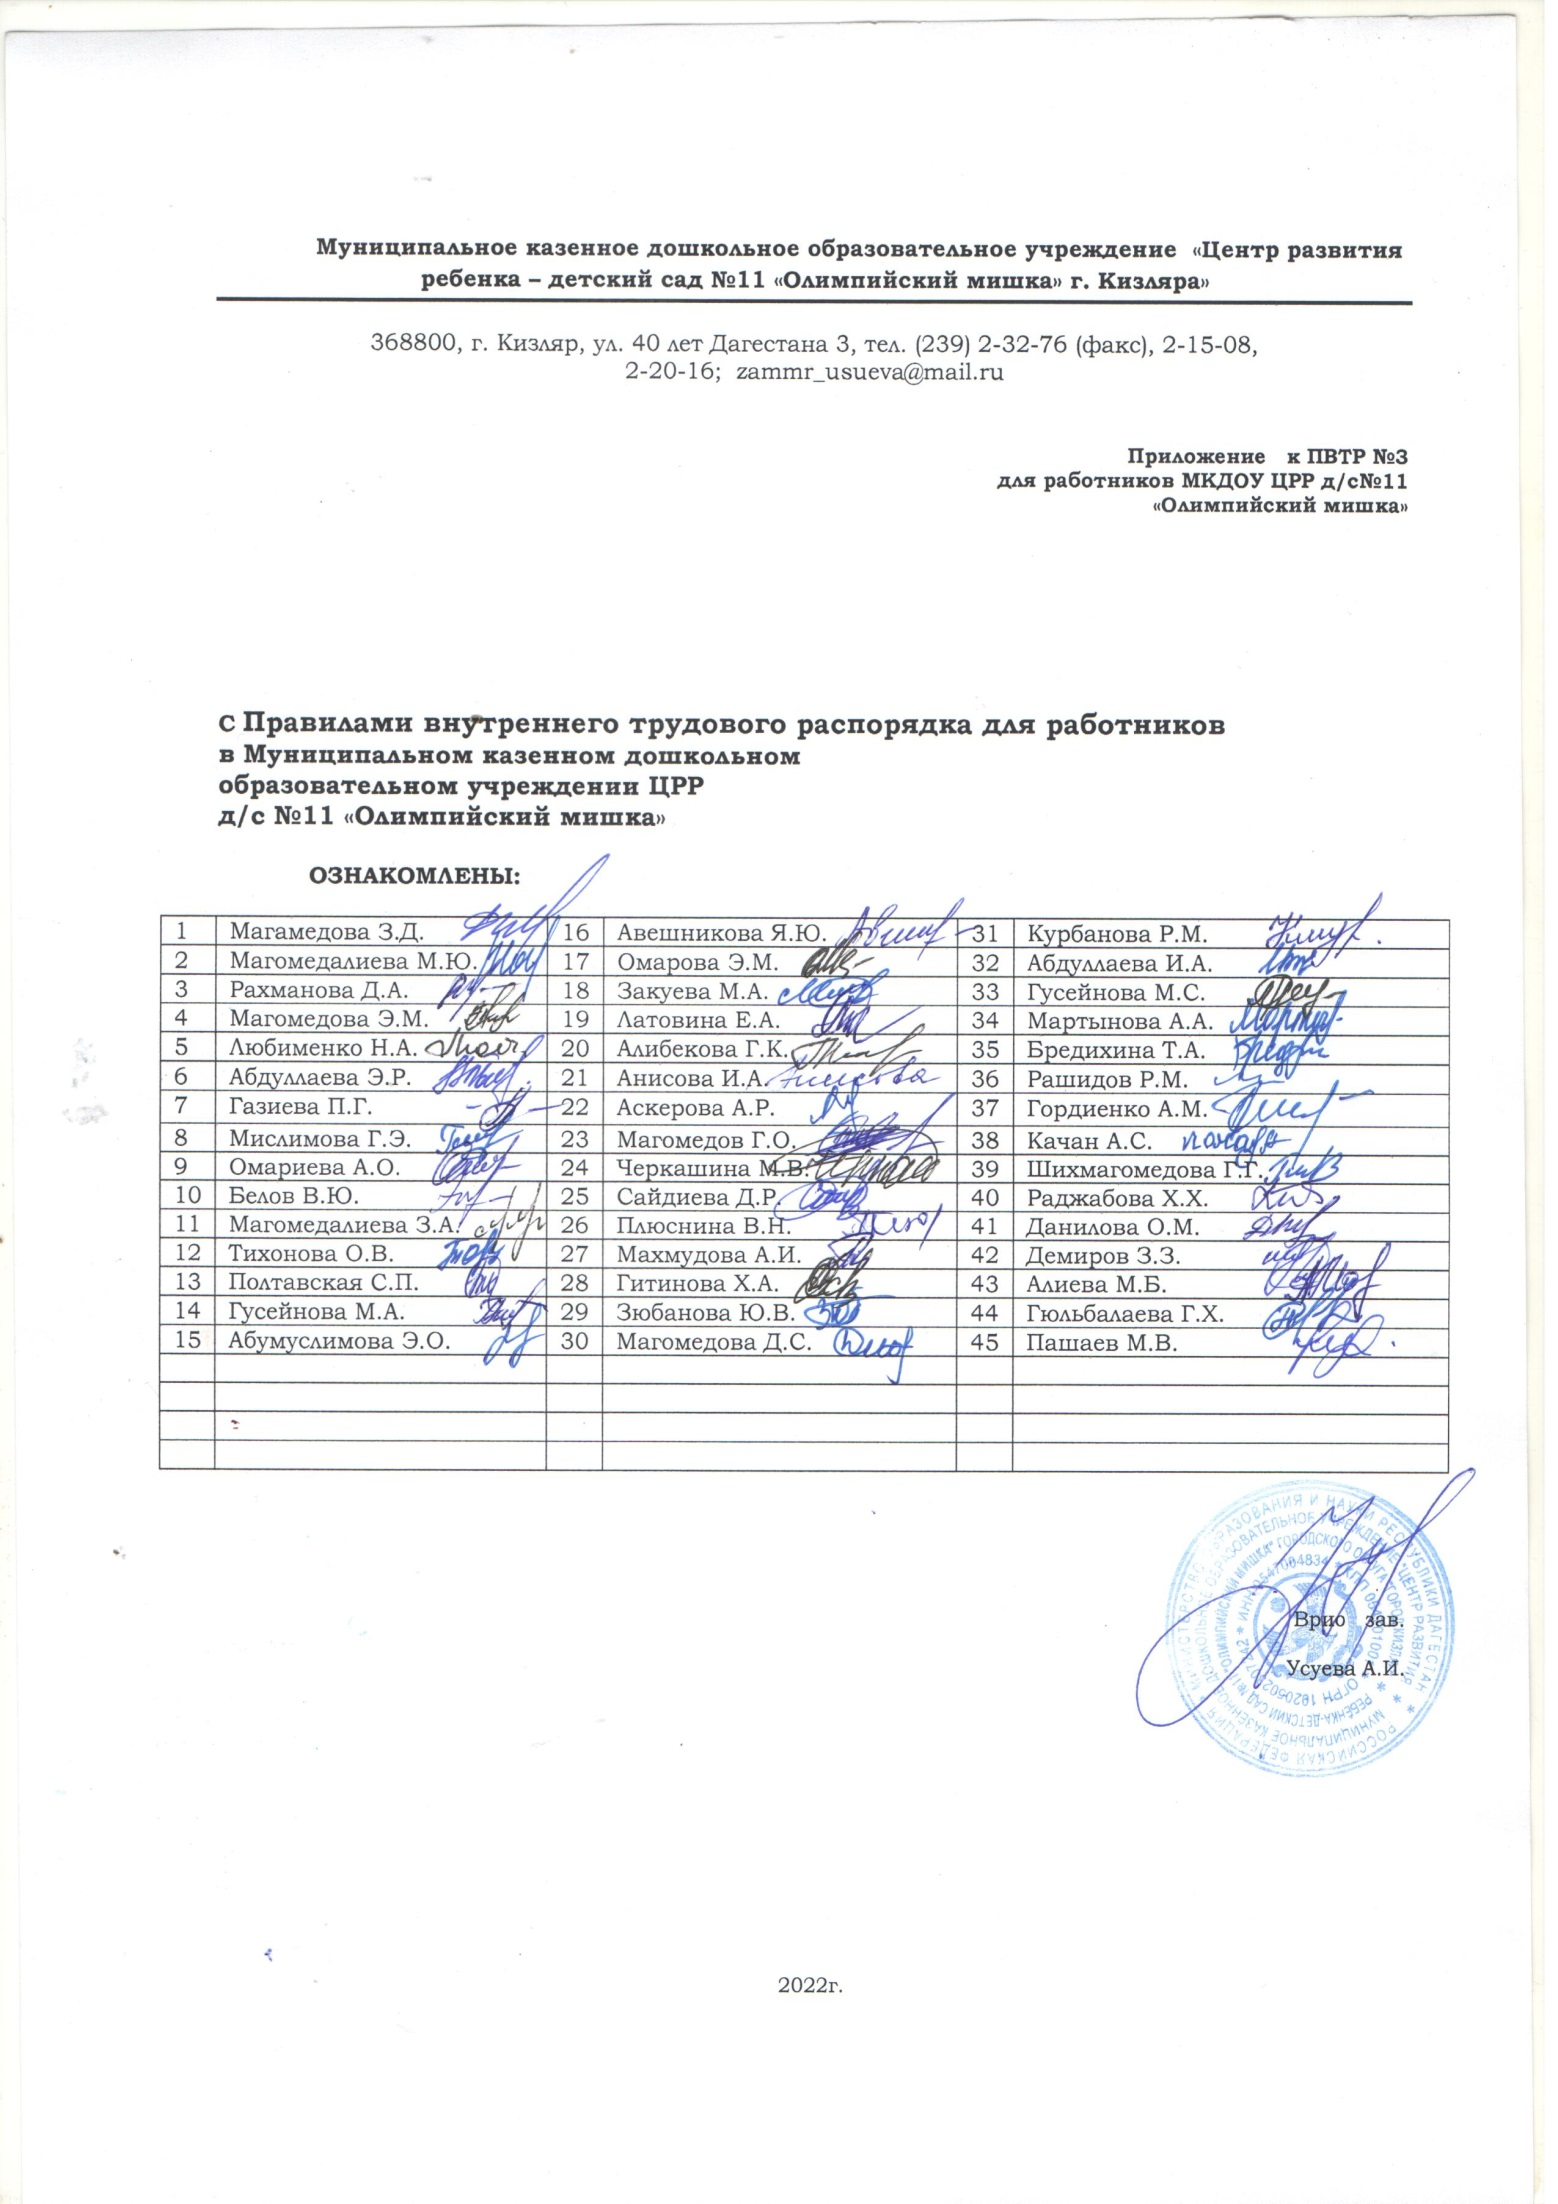 Муниципальное казенное дошкольное образовательное учреждение «Центр развития
ребенка – детский сад №11 «Олимпийский мишка» г. Кизляра»
368800, г. Кизляр, ул. 40 лет Дагестана 3, тел. (239) 2-32-76 (факс), 2-15-08,
2-20-16; zammr_usueva@mail.ru
Приложение к ПВТР №3
для работников МКДОУ ЦРР д/с№11
«Олимпийский мишка»
С Правилами внутреннего трудового распорядка для работников
в Муниципальном казенном дошкольном
образовательном учреждении ЦРР
д/с №11 «Олимпийский мишка»
ОЗНАКОМЛЕНЫ:
1 Магамедова З.Д. 16 Авешникова Я.Ю. 31 Курбанова Р.М.
2 Магомедалиева М.Ю. 17 Омарова Э.М. 32 Абдуллаева И.А.
3 Рахманова Д.А. 18 Закуева М.А. 33 Гусейнова М.С.
4 Магомедова Э.М. 19 Латовина Е.А. 34 Мартынова А.А.
5 Любименко Н.А. 20 Алибекова Г.К. 35 Бредихина Т.А.
6 Абдуллаева Э.Р. 21 Анисова И.А. 36 Рашидов Р.М.
7 Газиева П.Г. 22 Аскерова А.Р. 37 Гордиенко А.М.
8 Мислимова Г.Э. 23 Магомедов Г.О. 38 Качан А.С.
9 Омариева А.О. 24 Черкашина М.В. 39 Шихмагомедова Г.Г.
10 Белов В.Ю. 25 Сайдиева Д.Р. 40 Раджабова Х.Х.
11 Магомедалиева З.А. 26 Плюснина В.Н. 41 Данилова О.М.
12 Тихонова О.В. 27 Махмудова А.И. 42 Демиров З.З.
13 Полтавская С.П. 28 Гитинова Х.А. 43 Алиева М.Б.
14 Гусейнова М.А. 29 Зюбанова Ю.В. 44 Гюльбалаева Г.Х.
15 Абумуслимова Э.О. 30 Магомедова Д.С. 45 Пашаев М.В.
Врио зав.
Усуева А.И.
2022г.